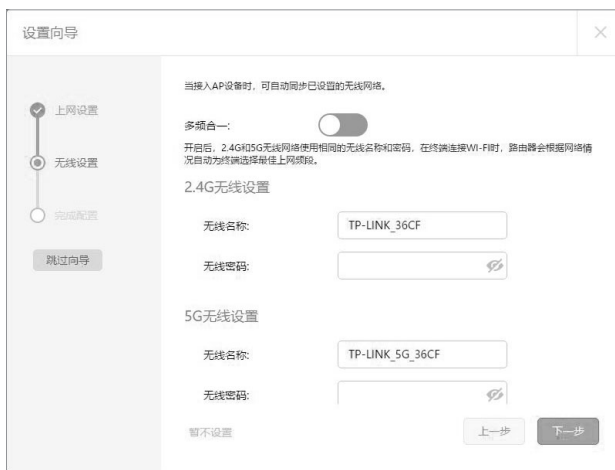 设置向导
上网设置
无线设置
完成配置
跳过向导
当接入AP设备时，可自动同步已设置的无线网络。
多频合一：
开启后，2.4G和5G无线网络使用相同的无线名称和密码，在终端连接WI-FI时，路由器会根据网络情
况自动为终端选择最佳上网频段。
2.4G无线设置
无线名称: TP-LINK_36CF
无线密码:
5G无线设置
无线名称: TP-LINK_5G_36CF
无线密码:
暂不设置
上一步
下一步